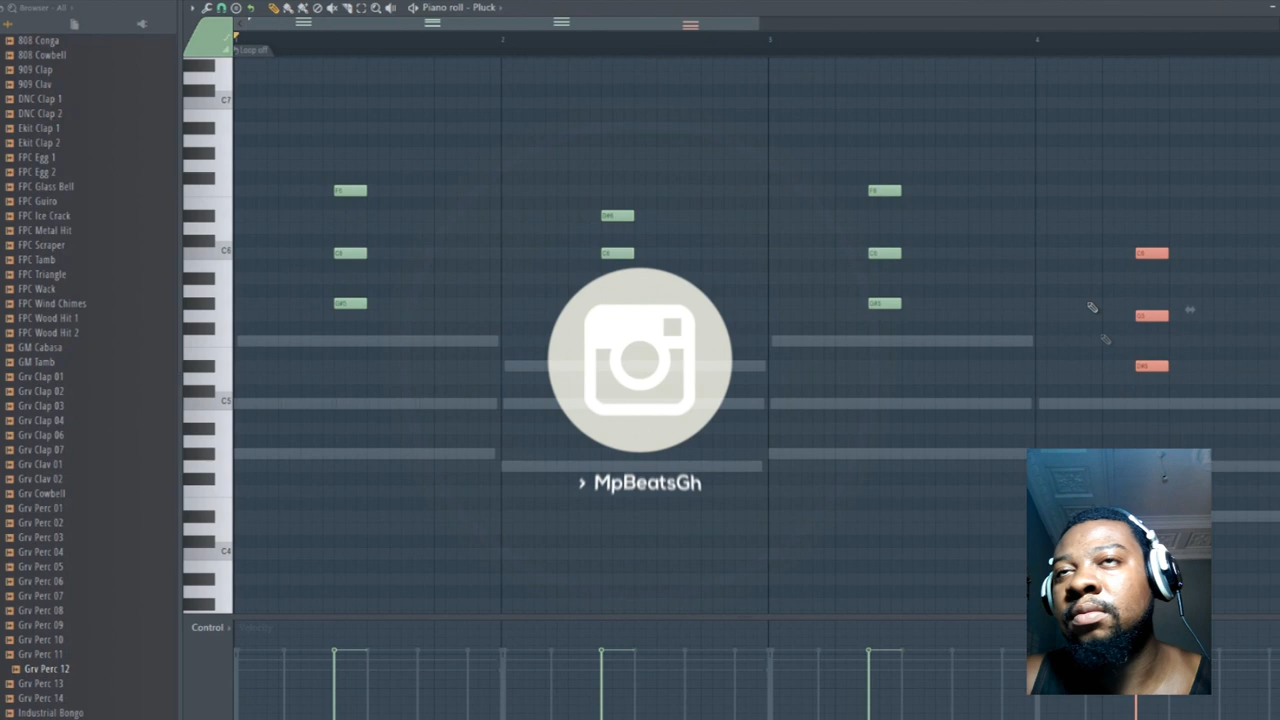 Browser - All
Piano roll - Pluck
808 Conga
808 Cowbell
909 Clap
909 Clav
DNC Clap 1
DNC Clap 2
Ekit Clap 1
Ekit Clap 2
FPC Egg 1
FPC Egg 2
FPC Glass Bell
FPC Guiro
FPC Ice Crack
FPC Metal Hit
FPC Scraper
FPC Tamb
FPC Triangle
FPC Wack
FPC Wind Chimes
FPC Wood Hit 1
FPC Wood Hit 2
GM Cabasa
GM Tamb
Grv Clap 01
Grv Clap 02
Grv Clap 03
Grv Clap 04
Grv Clap 06
Grv Clap 07
Grv Clav 01
Grv Clav 02
Grv Cowbell
Grv Perc 01
Grv Perc 02
Grv Perc 03
Grv Perc 04
Grv Perc 05
Grv Perc 06
Grv Perc 07
Grv Perc 08
Grv Perc 09
Grv Perc 10
Grv Perc 11
Grv Perc 12
Grv Perc 13
Grv Perc 14
Industrial Bongo
2 3 4
Loop off
C7
C6
C5
C4
MpBeatsGh
Control
Velocity